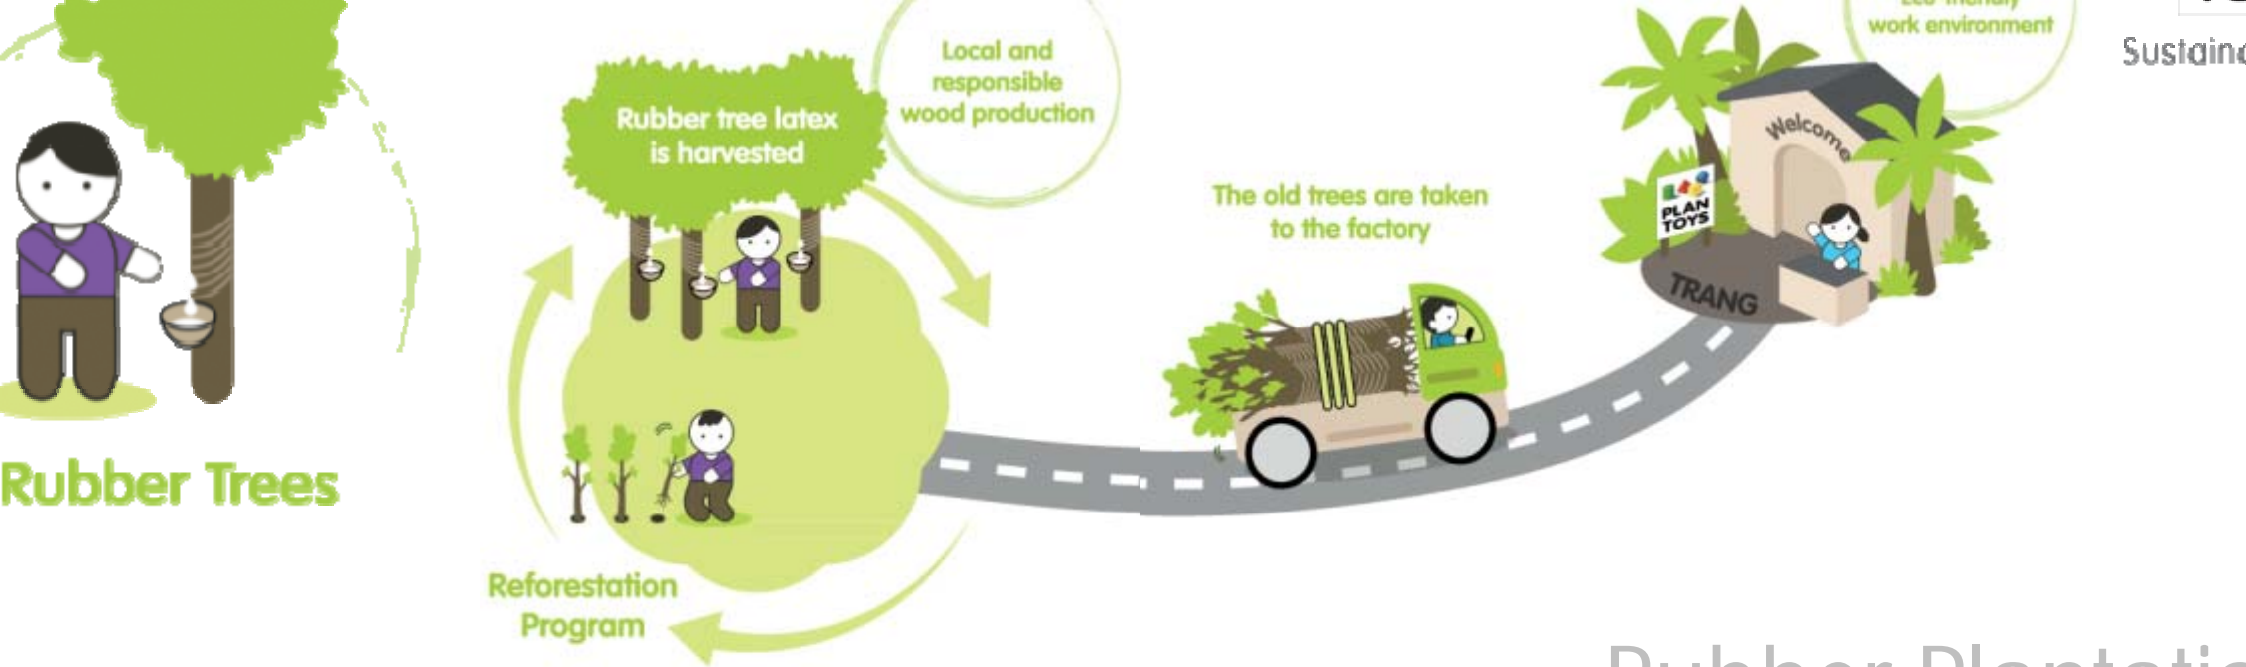 Rubber Trees
Rubber tree latex
is harvested
Local and
responsible
wood production
Reforestation
Program
The old trees are taken
to the factory
work environment
Welcome
PLAN
TOYS
TRANG
Rubber